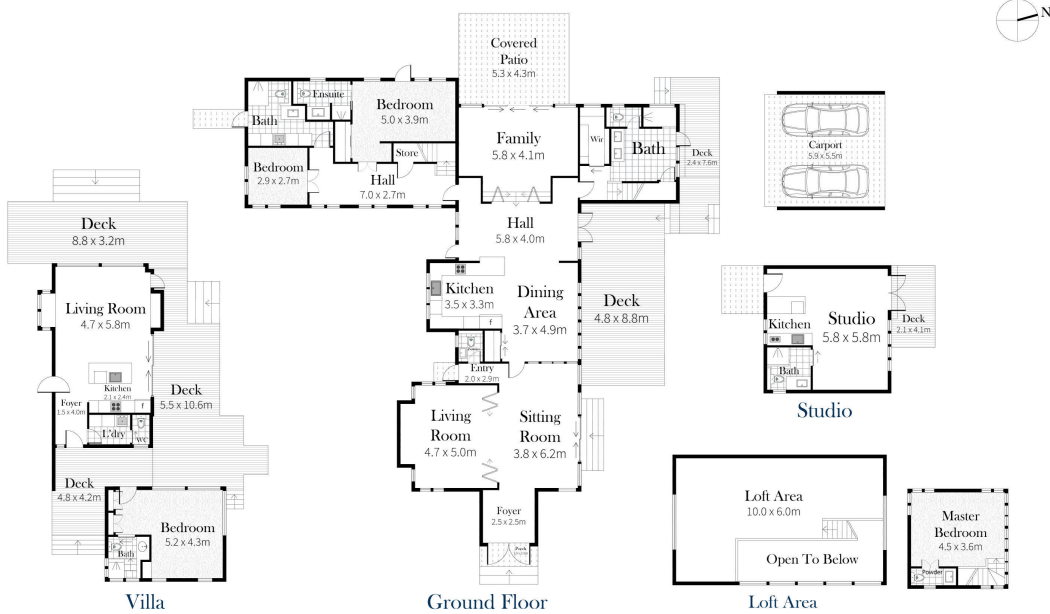 N
Covered
Patio
5.3 x 4.3m
Ensuite
Bath
Bedroom
5.0 x 3.9m
Family
5.8 x 4.1m
Wir
Bath
Deck
2.4 x 7.6m
Store
Bedroom
2.9 x 2.7m
Hall
7.0 x 2.7m
Carport
5.9 x 5.5m
Deck
8.8 x 3.2m
Hall
5.8 x 4.0m
Living Room
4.7 x 5.8m
Kitchen
3.5 x 3.3m
f
Dining
Area
3.7 x 4.9m
Deck
4.8 x 8.8m
Kitchen
Studio
5.8 x 5.8m
Deck
2.1 x 4.1m
Bath
Studio
Kitchen
2.1 x 2.4m
f
Foyer
1.5 x 4.0m
L'dry
WC
Deck
5.5 x 10.6m
Entry
2.0 x 2.9m
Living
Room
4.7 x 5.0m
Sitting
Room
3.8 x 6.2m
Deck
4.8 x 4.2m
Bedroom
5.2 x 4.3m
Bath
Foyer
2.5 x 2.5m
Loft Area
10.0 x 6.0m
Open To Below
Master
Bedroom
4.5 x 3.6m
Powder
Villa
Ground Floor
Loft Area